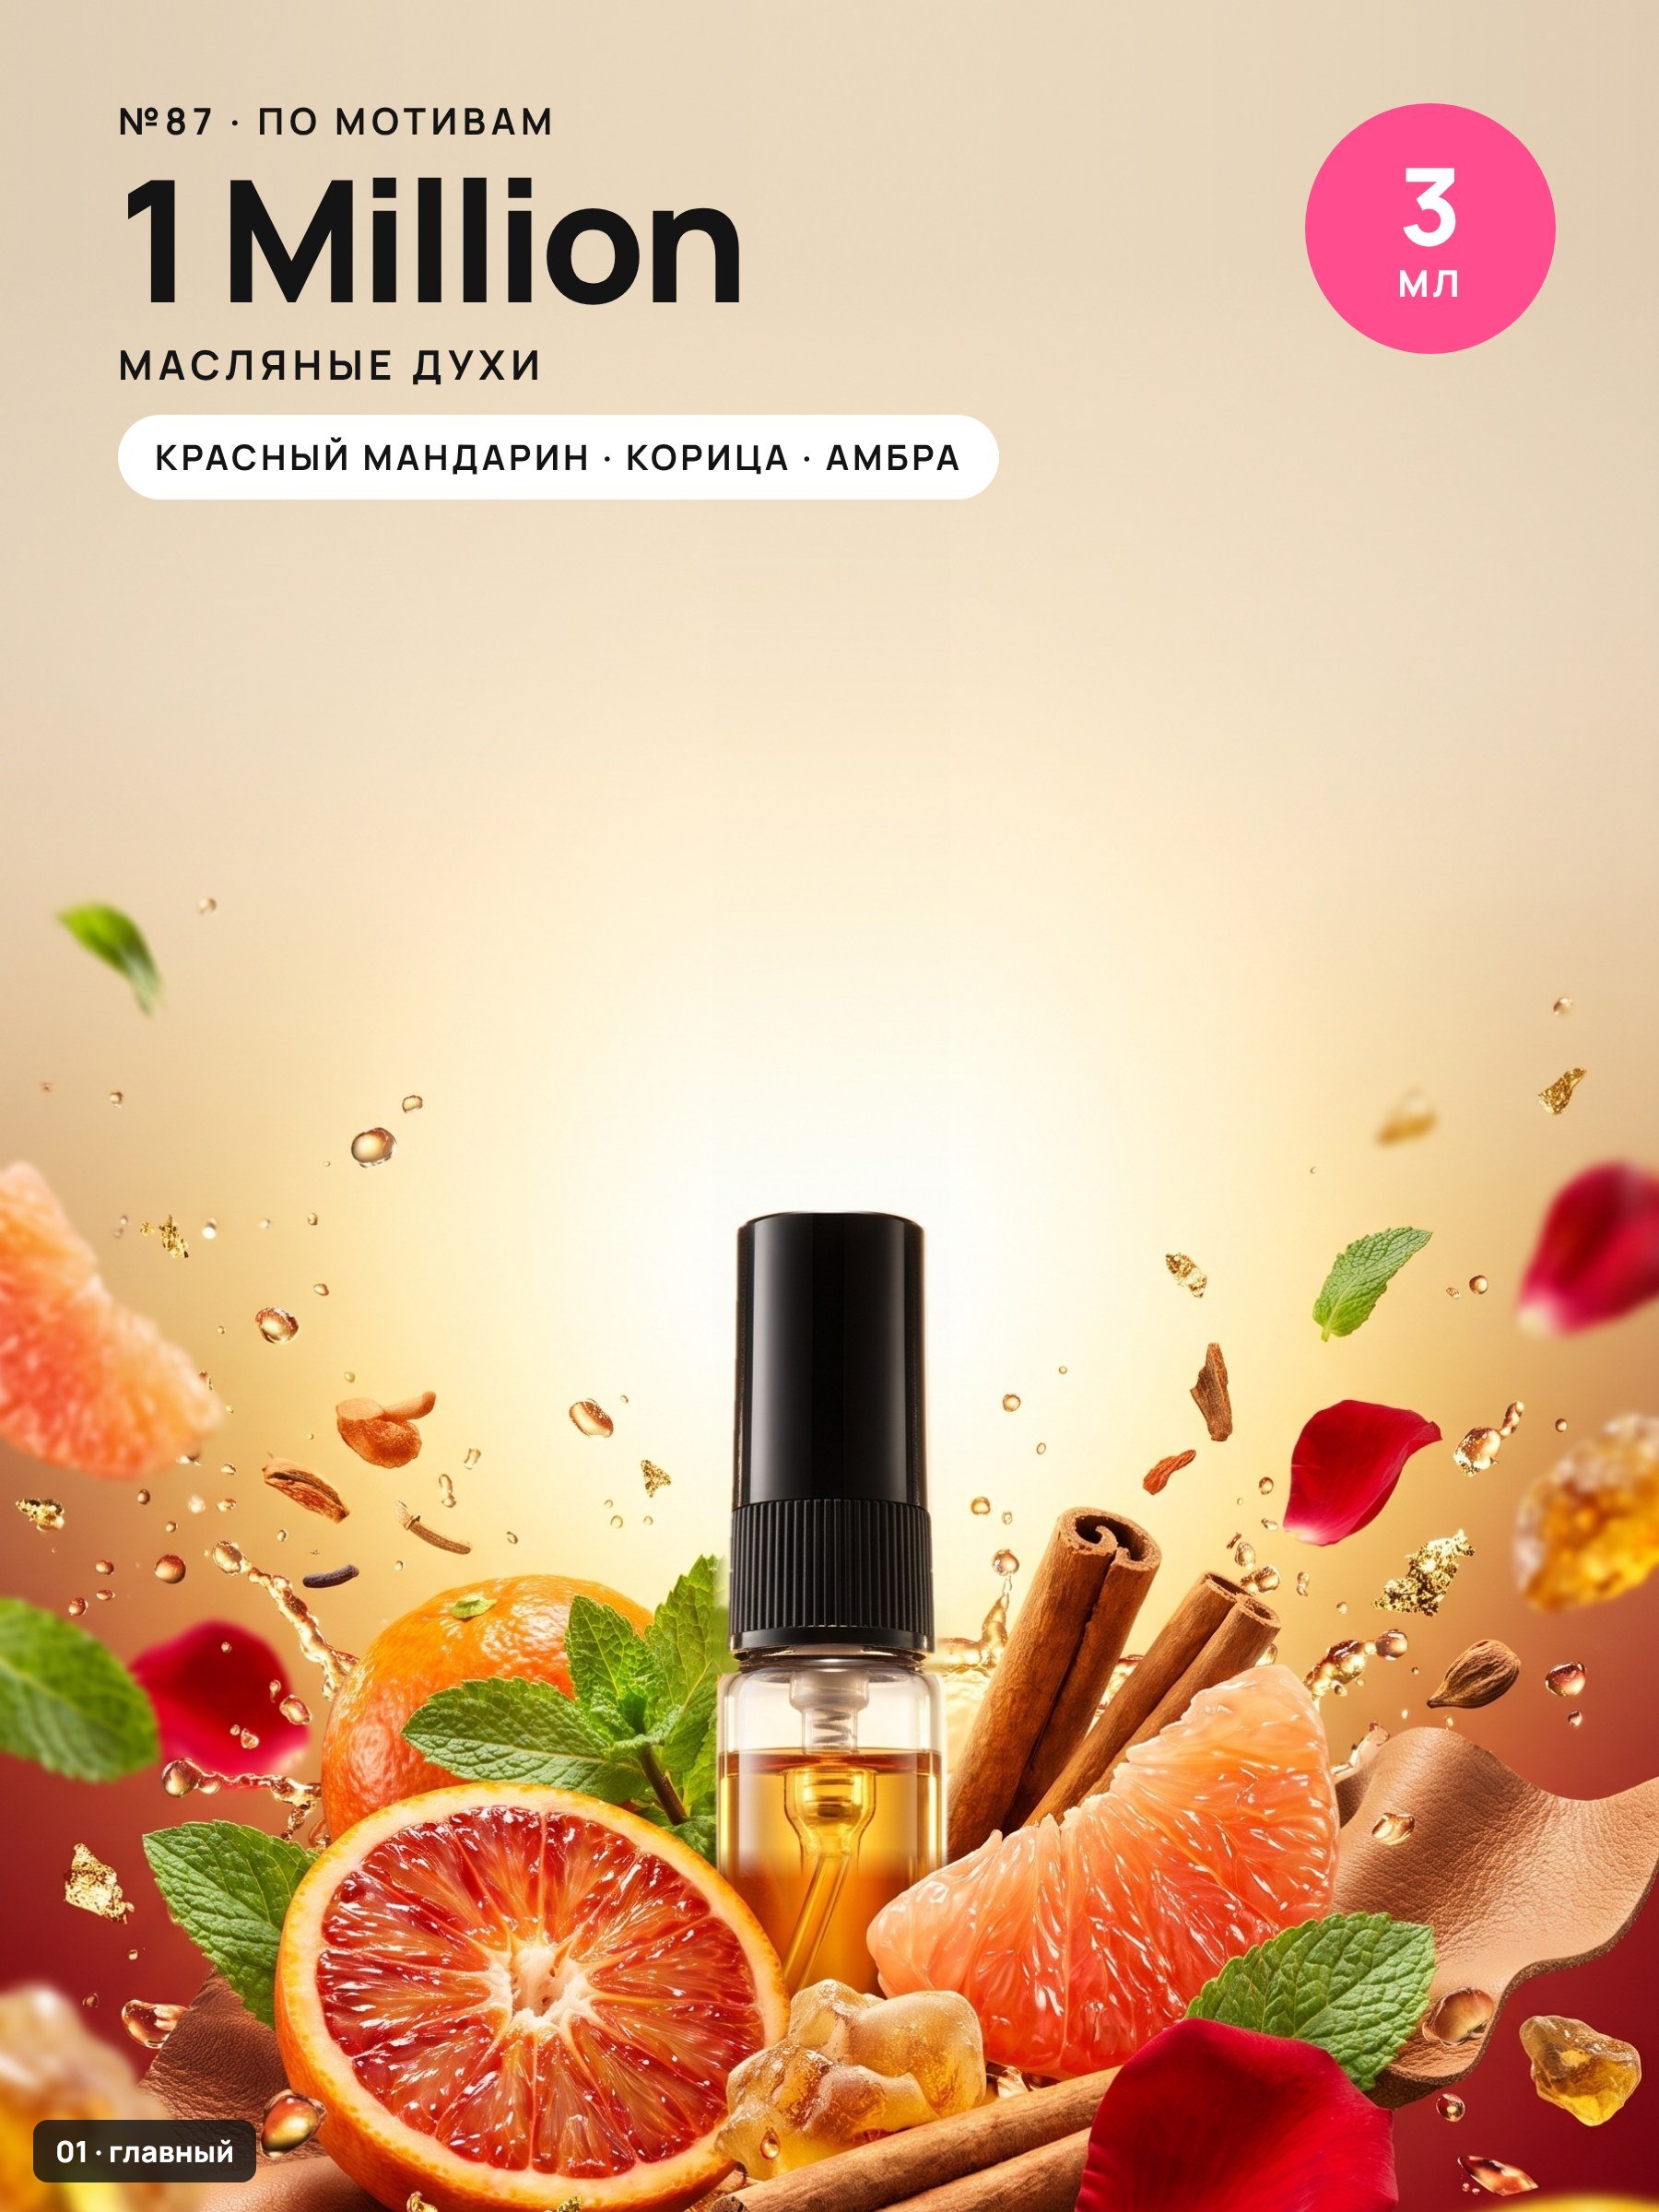 №87 · ПО МОТИВАМ
1 Million
МАСЛЯНЫЕ ДУХИ
КРАСНЫЙ МАНДАРИН · КОРИЦА · АМБРА
3
МЛ
01 · главный